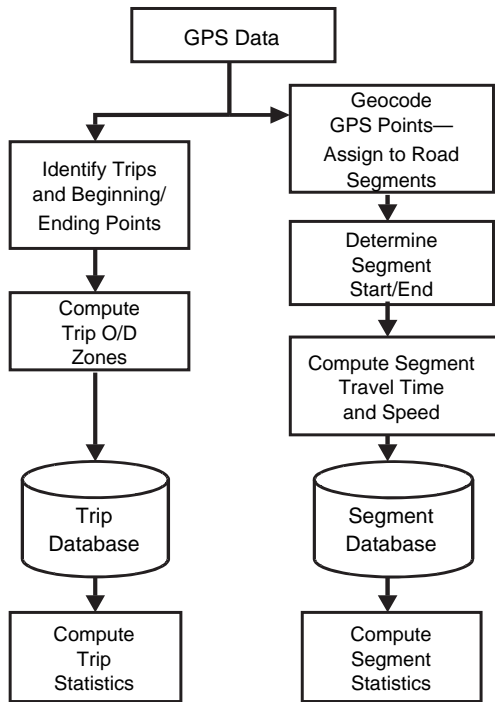 GPS Data
Identify Trips
and Beginning/
Ending Points
Compute
Trip O/D
Zones
Trip
Database
Compute
Trip
Statistics
Geocode
GPS Points—
Assign to Road
Segments
Determine
Segment
Start/End
Compute Segment
Travel Time
and Speed
Segment
Database
Compute
Segment
Statistics